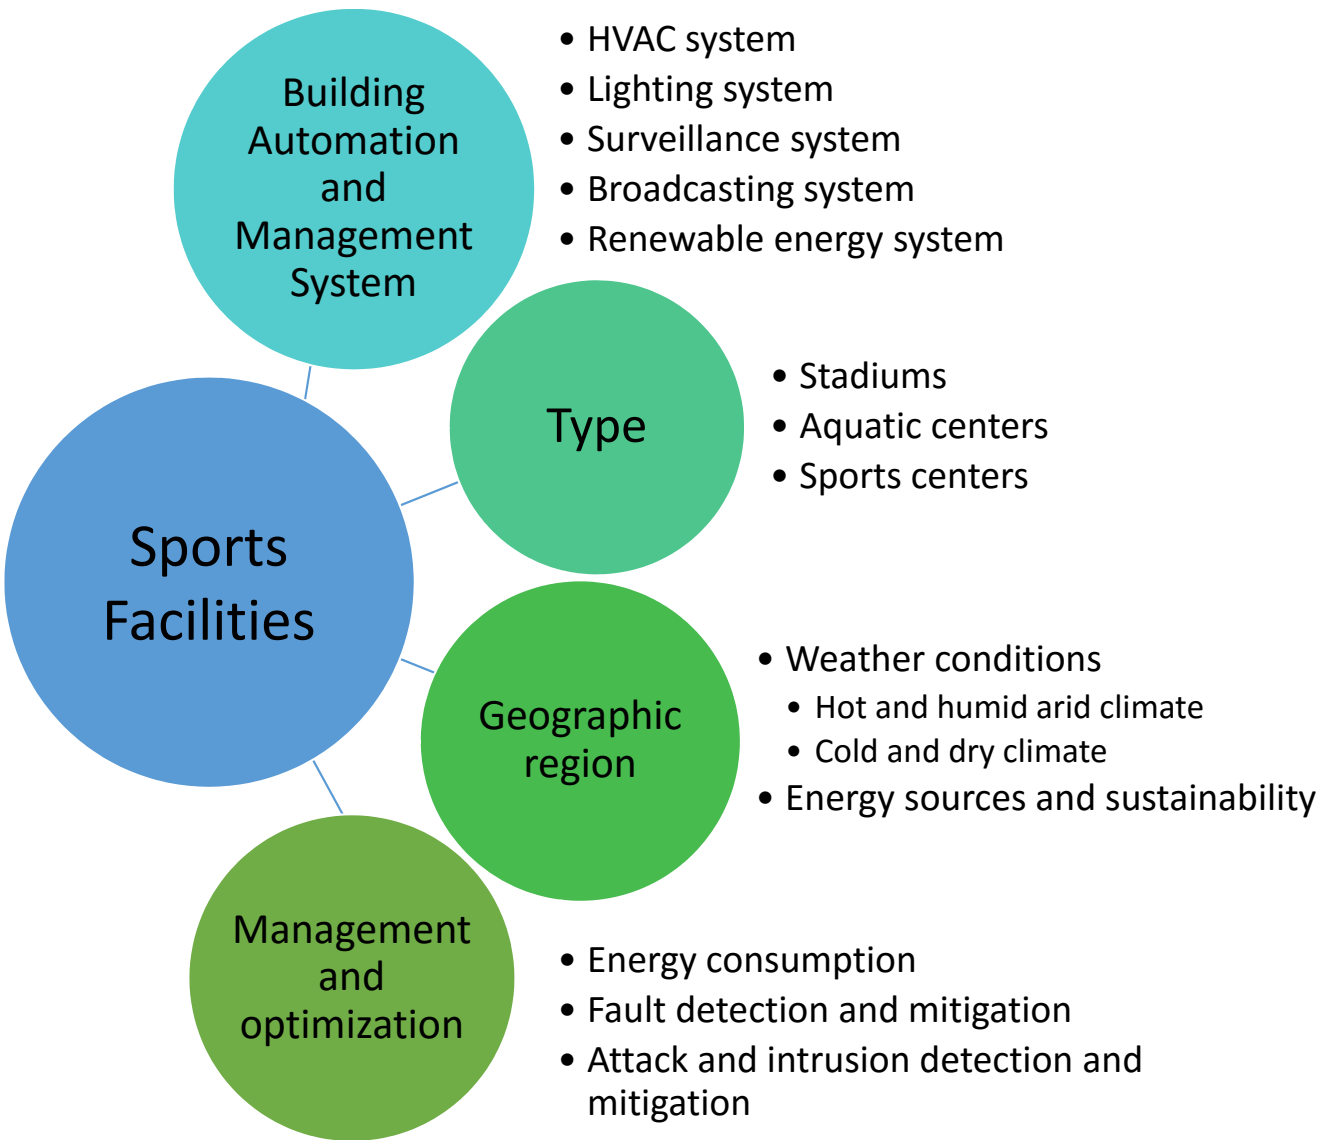 Building
Automation
and
Management
System
• HVAC system
• Lighting system
• Surveillance system
• Broadcasting system
• Renewable energy system
Type
• Stadiums
• Aquatic centers
• Sports centers
Sports
Facilities
Geographic
region
• Weather conditions
• Hot and humid arid climate
• Cold and dry climate
• Energy sources and sustainability
Management
and
optimization
• Energy consumption
• Fault detection and mitigation
• Attack and intrusion detection and
mitigation